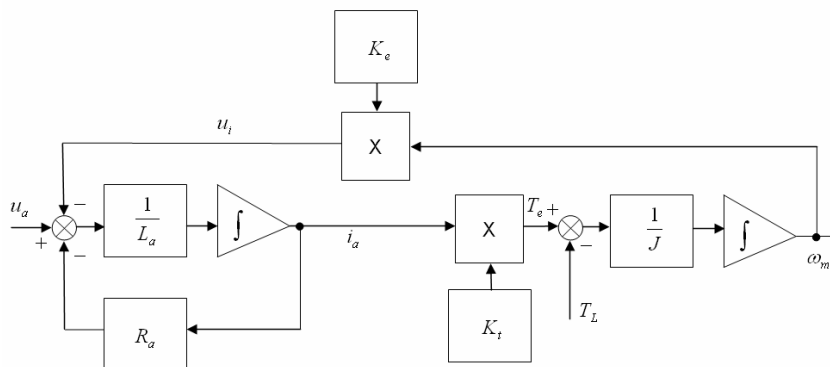 K_e
u_i
X
u_a
+
−
−
1/L_a
∫
i_a
X
T_e +
−
1/J
∫
ω_m
R_a
K_t
T_L